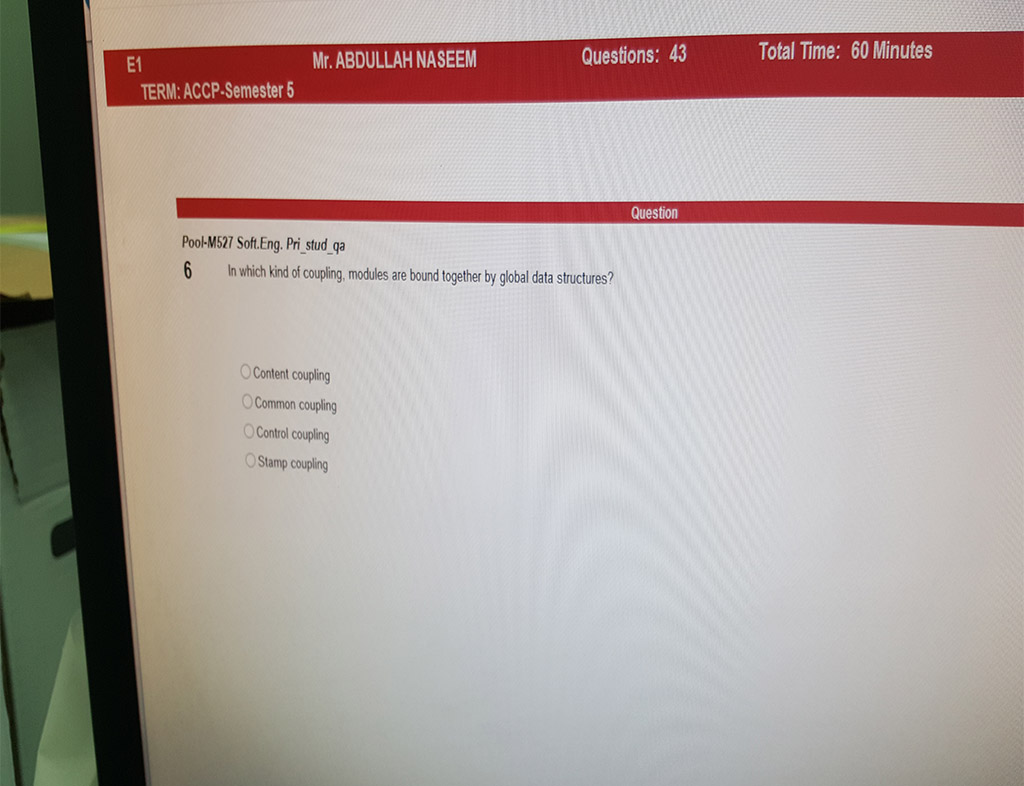 E1 Mr. ABDULLAH NASEEM Questions: 43 Total Time: 60 Minutes
TERM: ACCP-Semester 5
Question
Pool-M527 Soft.Eng. Pri_stud_qa
6 In which kind of coupling, modules are bound together by global data structures?
Content coupling
Common coupling
Control coupling
Stamp coupling